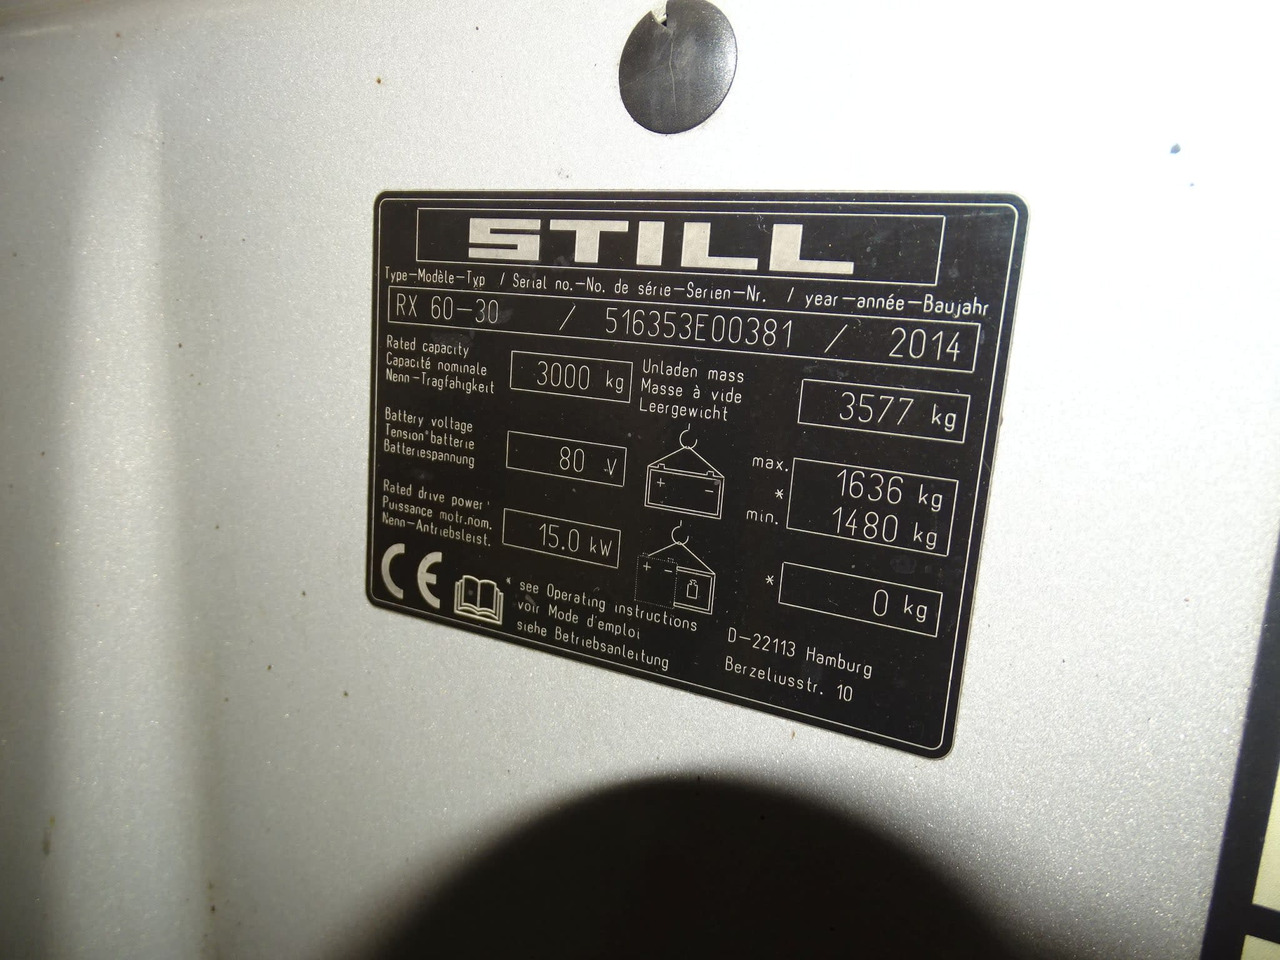 STILL
Type-Modèle-Typ / Serial no.-No. de série-Serien-Nr. / year-année-Baujahr
RX 60-30 / 516353E00381 / 2014
Rated capacity
Capacité nominale
Nenn-Tragfähigkeit
3000 kg
Unladen mass
Masse à vide
Leergewicht
3577 kg
Battery voltage
Tension batterie
Batteriespannung
80 V
+ -
max. 1636 kg
*
min. 1480 kg
Rated drive power
Puissance motr.nom.
Nenn-Antriebsleist.
15.0 kW
+ -
* 0 kg
CE
* see Operating instructions
voir Mode d'emploi
siehe Betriebsanleitung
D-22113 Hamburg
Berzeliusstr. 10